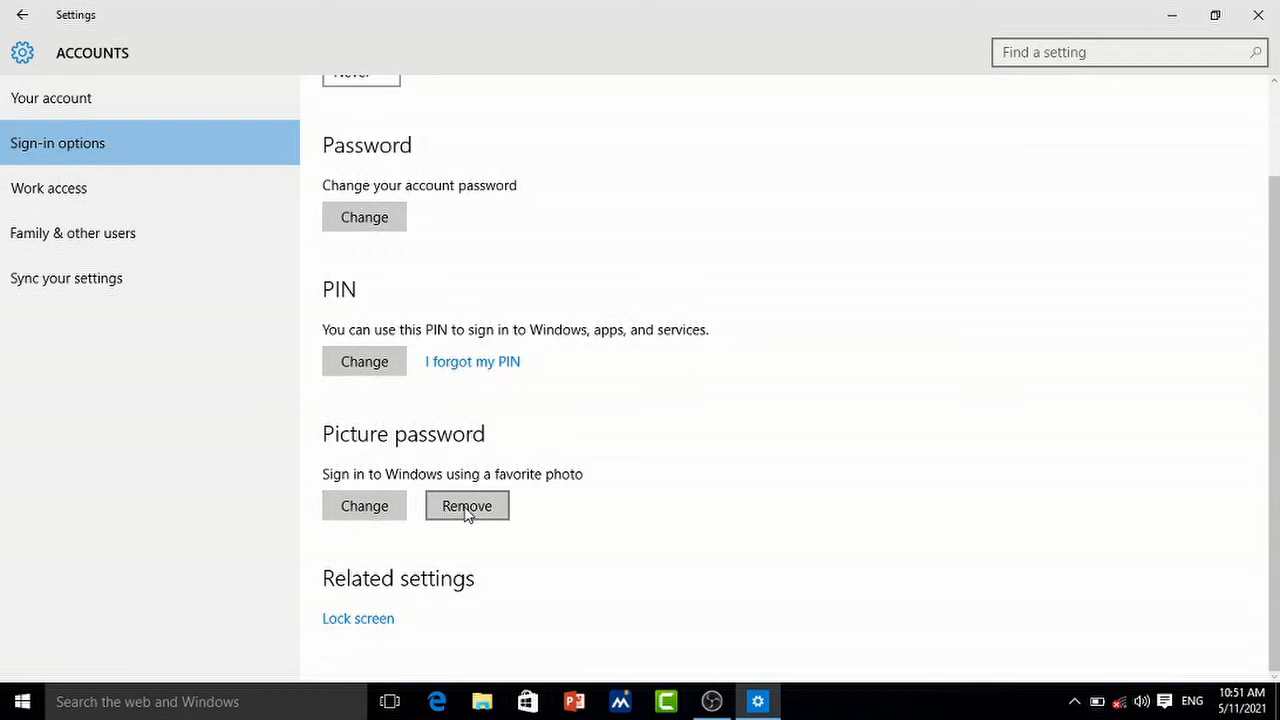 Settings
ACCOUNTS
Find a setting
Your account
Sign-in options
Work access
Family & other users
Sync your settings
Never
Password
Change your account password
Change
PIN
You can use this PIN to sign in to Windows, apps, and services.
Change I forgot my PIN
Picture password
Sign in to Windows using a favorite photo
Change Remove
Related settings
Lock screen
Search the web and Windows
ENG
10:51 AM
5/11/2021